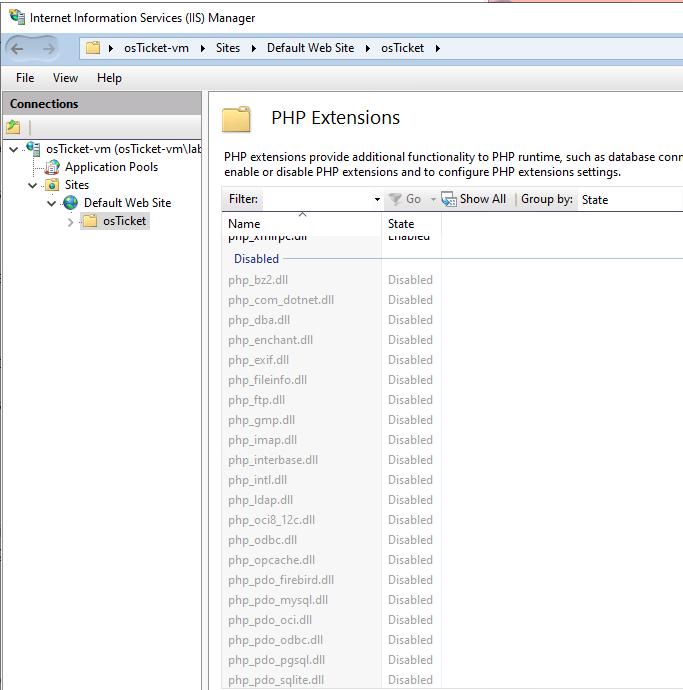 Internet Information Services (IIS) Manager
osTicket-vm Sites Default Web Site osTicket
File View Help
Connections
osTicket-vm (osTicket-vm\lab
Application Pools
Sites
Default Web Site
osTicket
PHP Extensions
PHP extensions provide additional functionality to PHP runtime, such as database conn
enable or disable PHP extensions and to configure PHP extensions settings.
Filter: Go Show All Group by: State
Name State
php_xmlrpc.dll Enabled
Disabled
php_bz2.dll Disabled
php_com_dotnet.dll Disabled
php_dba.dll Disabled
php_enchant.dll Disabled
php_exif.dll Disabled
php_fileinfo.dll Disabled
php_ftp.dll Disabled
php_gmp.dll Disabled
php_imap.dll Disabled
php_interbase.dll Disabled
php_intl.dll Disabled
php_ldap.dll Disabled
php_oci8_12c.dll Disabled
php_odbc.dll Disabled
php_opcache.dll Disabled
php_pdo_firebird.dll Disabled
php_pdo_mysql.dll Disabled
php_pdo_oci.dll Disabled
php_pdo_odbc.dll Disabled
php_pdo_pgsql.dll Disabled
php_pdo_sqlite.dll Disabled